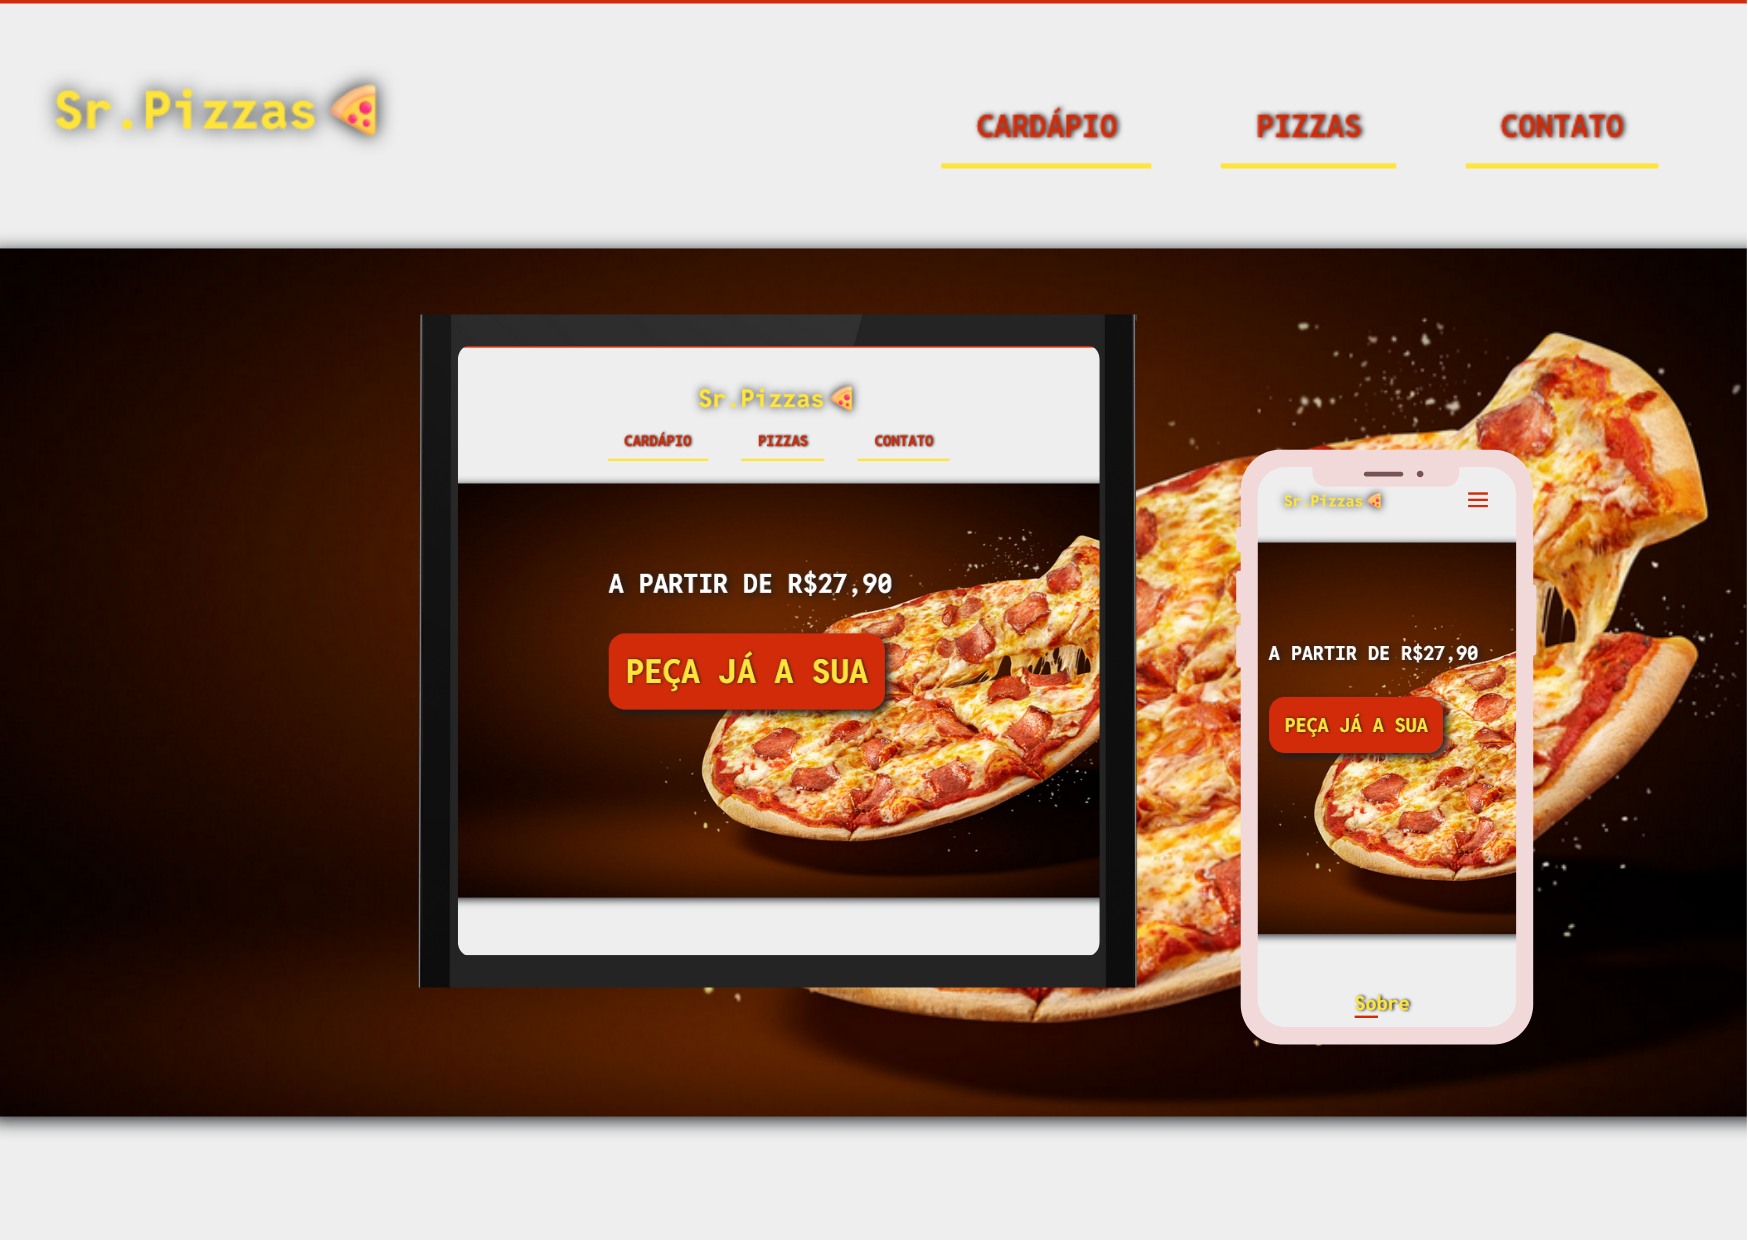 Sr.Pizzas🍕
CARDÁPIO PIZZAS CONTATO
Sr.Pizzas🍕
CARDÁPIO PIZZAS CONTATO
A PARTIR DE R$27,90
PEÇA JÁ A SUA
Sr.Pizzas🍕
A PARTIR DE R$27,90
PEÇA JÁ A SUA
Sobre